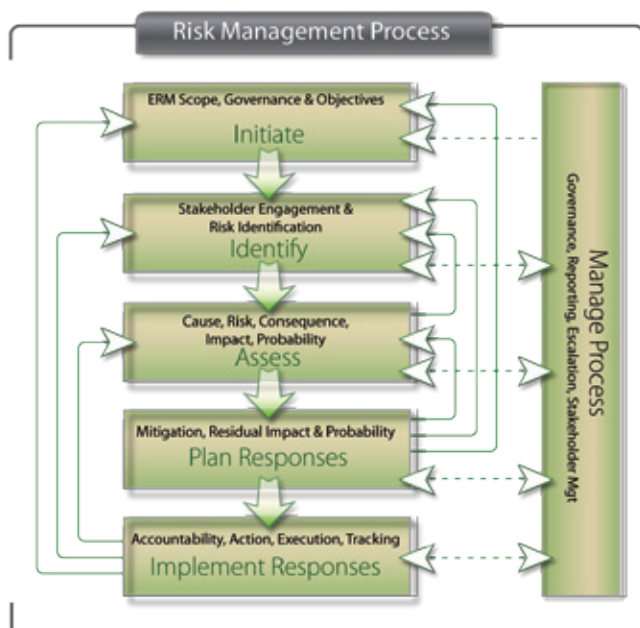 Risk Management Process
ERM Scope, Governance & Objectives
Initiate
Stakeholder Engagement &
Risk Identification
Identify
Cause, Risk, Consequence,
Impact, Probability
Assess
Mitigation, Residual Impact & Probability
Plan Responses
Accountability, Action, Execution, Tracking
Implement Responses
Manage Process
Governance, Reporting, Escalation, Stakeholder Mgt